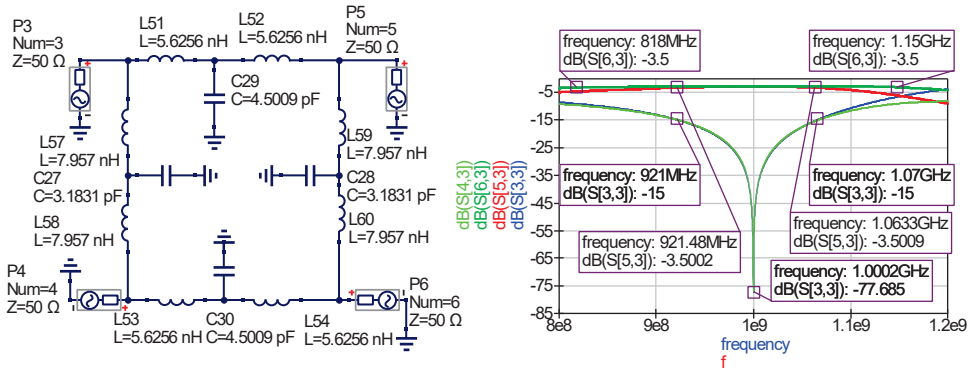 P3
Num=3
Z=50 Ω
L51
L=5.6256 nH
L52
L=5.6256 nH
P5
Num=5
Z=50 Ω
C29
C=4.5009 pF
L57
L=7.957 nH
C27
C=3.1831 pF
L58
L=7.957 nH
L59
L=7.957 nH
C28
C=3.1831 pF
L60
L=7.957 nH
P4
Num=4
Z=50 Ω
L53
L=5.6256 nH
C30
C=4.5009 pF
L54
L=5.6256 nH
P6
Num=6
Z=50 Ω
frequency: 818MHz
dB(S[6,3]): -3.5
frequency: 1.15GHz
dB(S[6,3]): -3.5
frequency: 921MHz
dB(S[3,3]): -15
frequency: 1.07GHz
dB(S[3,3]): -15
frequency: 921.48MHz
dB(S[5,3]): -3.5002
frequency: 1.0633GHz
dB(S[5,3]): -3.5009
frequency: 1.0002GHz
dB(S[3,3]): -77.685
dB(S[4,3])
dB(S[6,3])
dB(S[5,3])
dB(S[3,3])
-5
-15
-25
-35
-45
-55
-65
-75
-85
8e8
9e8
1e9
1.1e9
1.2e9
frequency
f